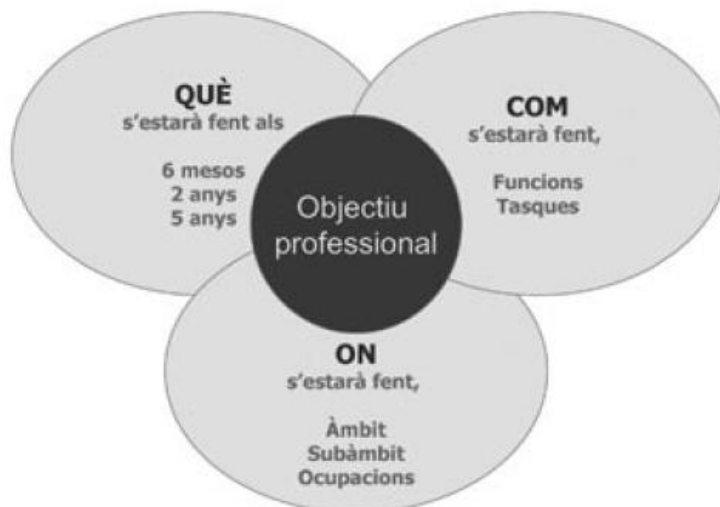 QUÈ
s'estarà fent als
6 mesos
2 anys
5 anys
COM
s'estarà fent,
Funcions
Tasques
Objectiu
professional
ON
s'estarà fent,
Àmbit
Subàmbit
Ocupacions